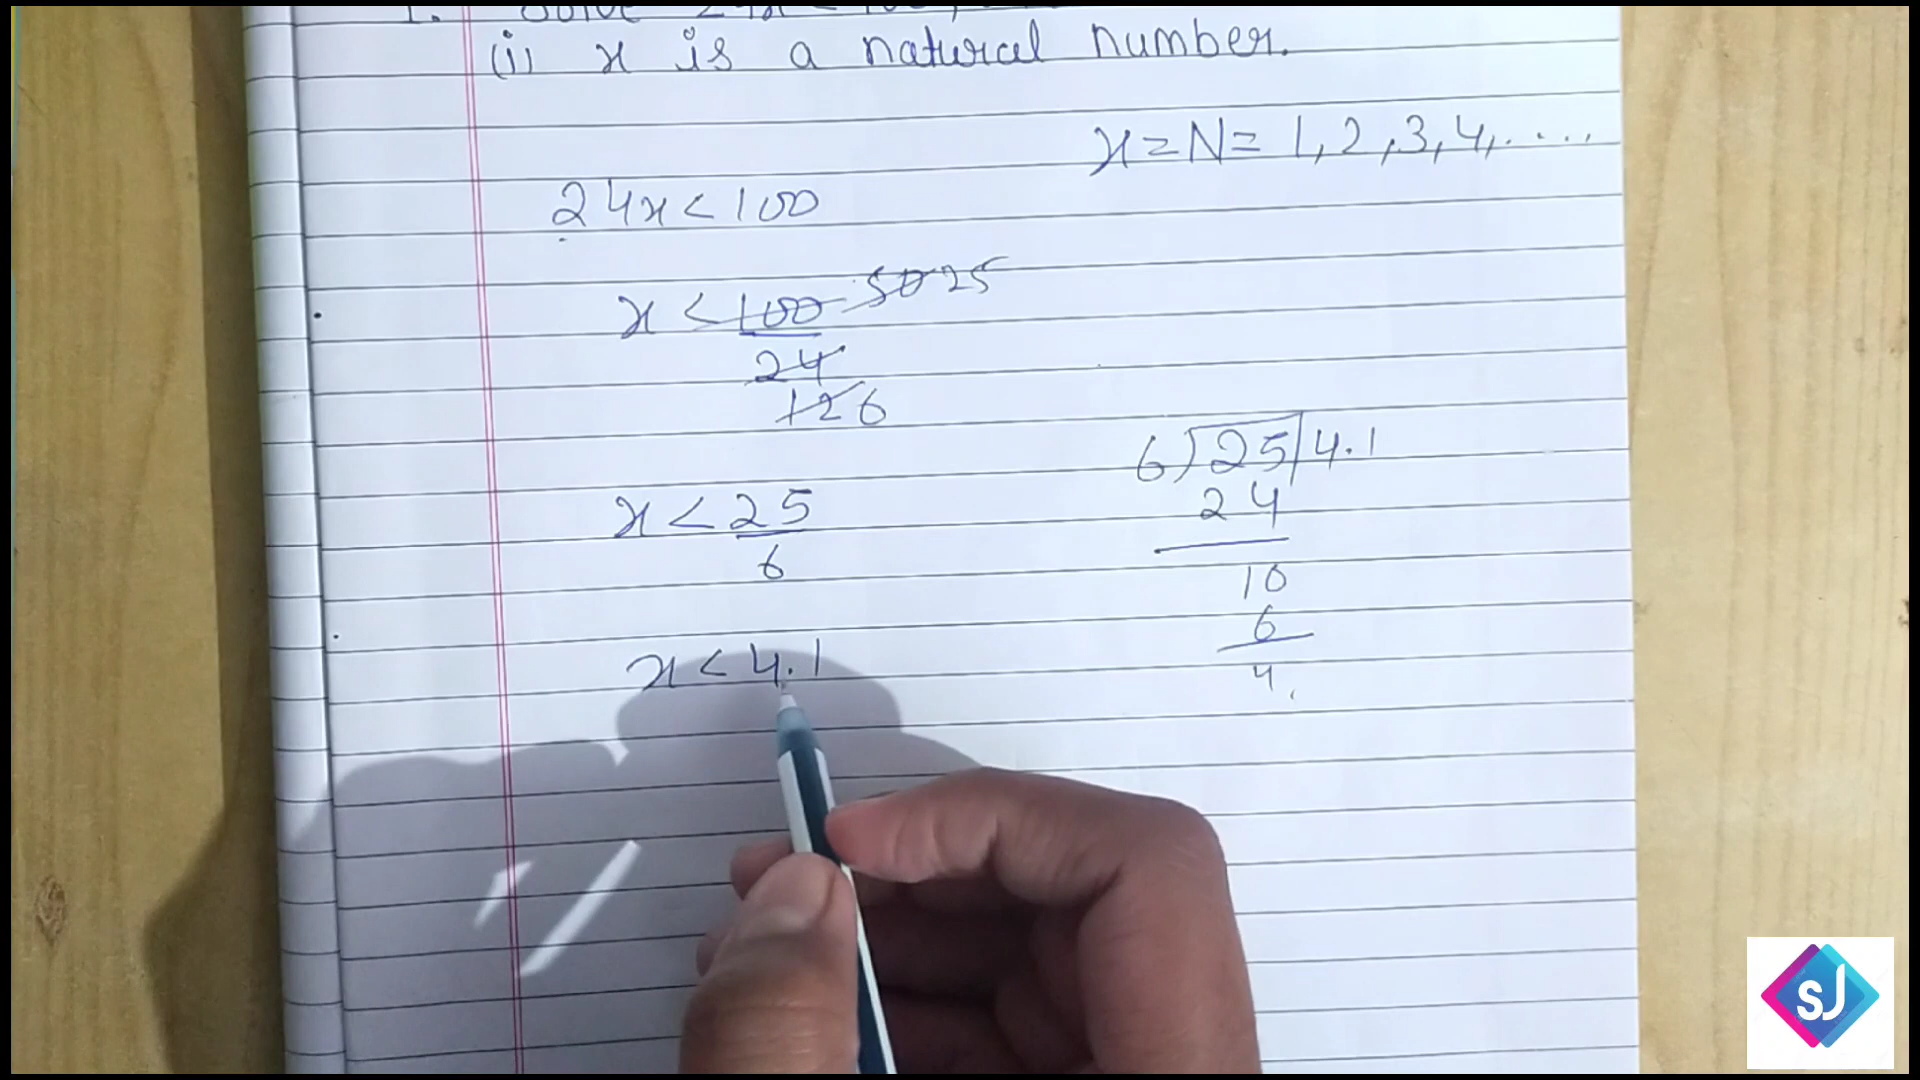 (i) x is a natural number.
x = N = 1, 2, 3, 4, .....
24x < 100
x < 100 50 25
24
12 6
x < 25
6
6) 25 | 4.1
24
10
6
4
x < 4.1
SJ